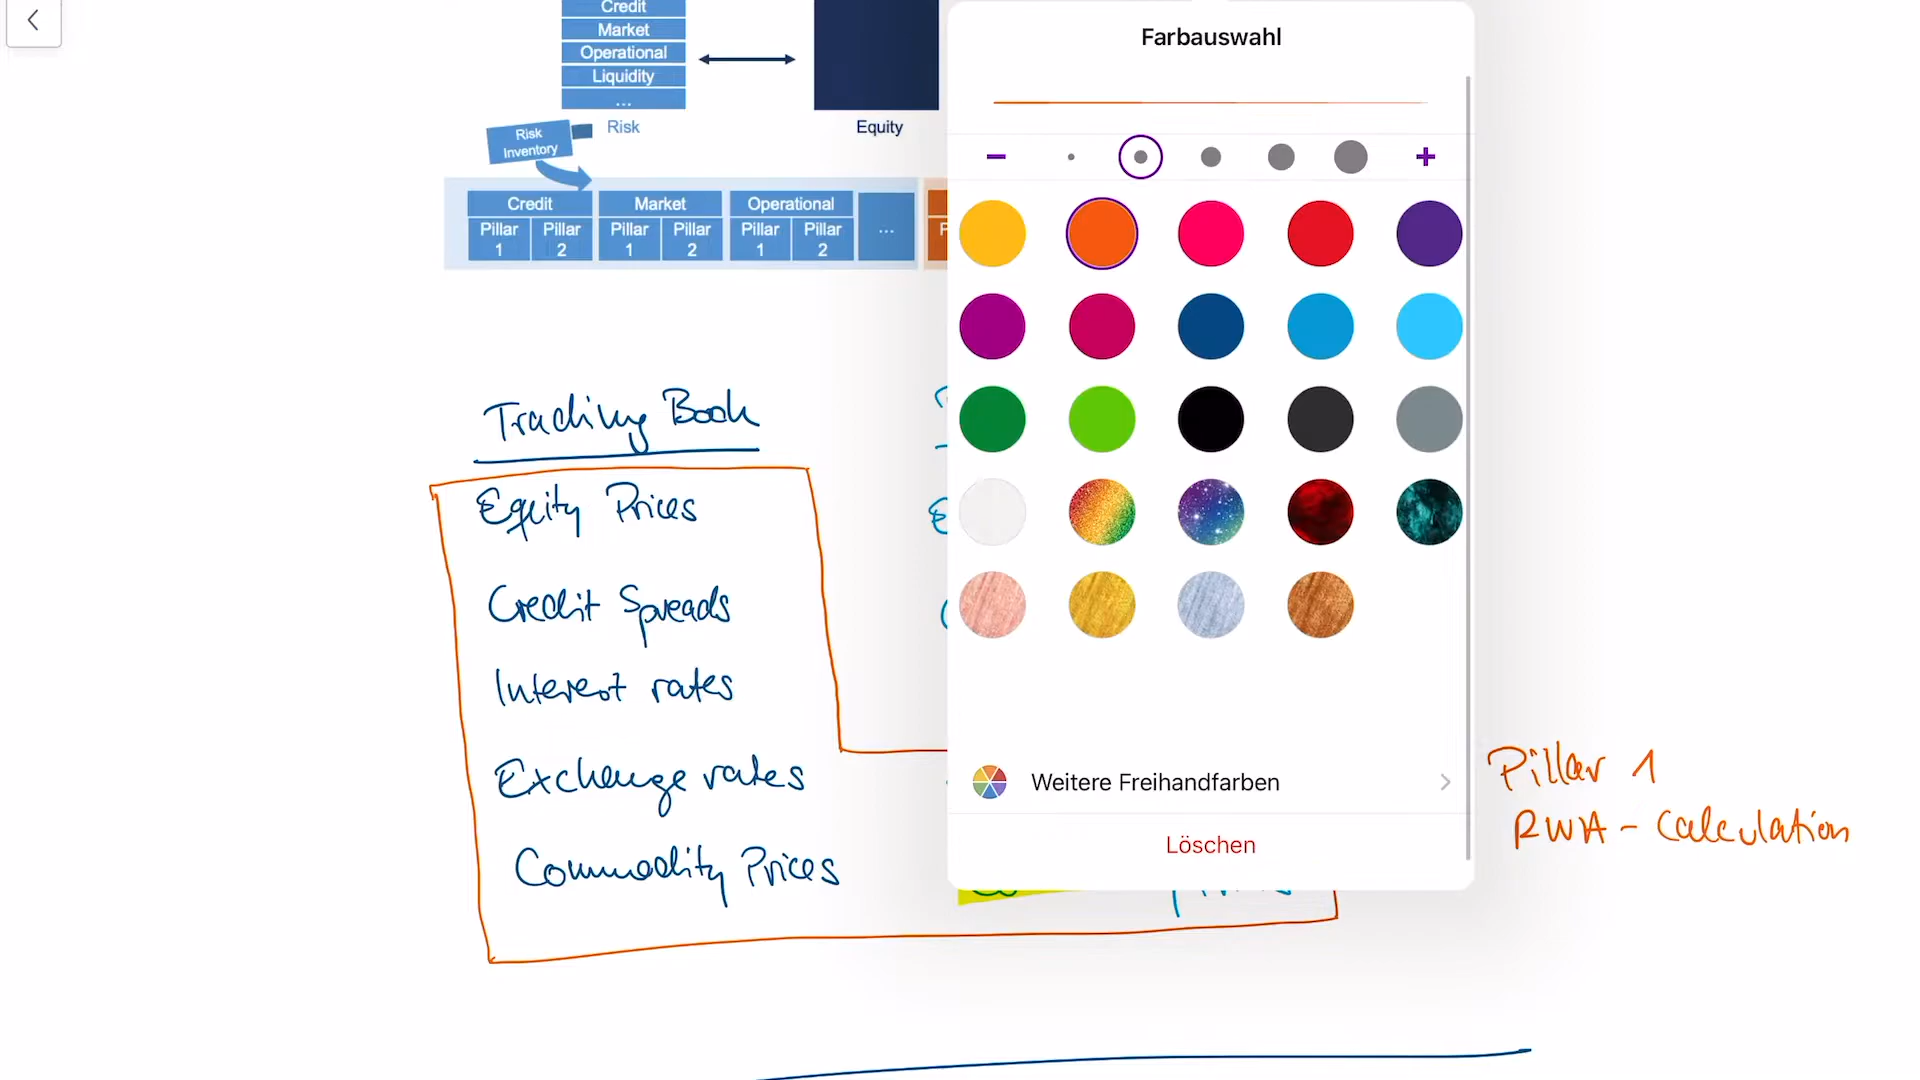 Credit
Market
Operational
Liquidity
...
Risk
Equity
Risk
Inventory
Credit
Market
Operational
...
Pillar 1
Pillar 2
Pillar 1
Pillar 2
Pillar 1
Pillar 2
Trading Book
Equity Prices
Credit Spreads
Interest rates
Exchange rates
Commodity Prices
Farbauswahl
Weitere Freihandfarben
Löschen
Pillar 1
RWA - Calculation